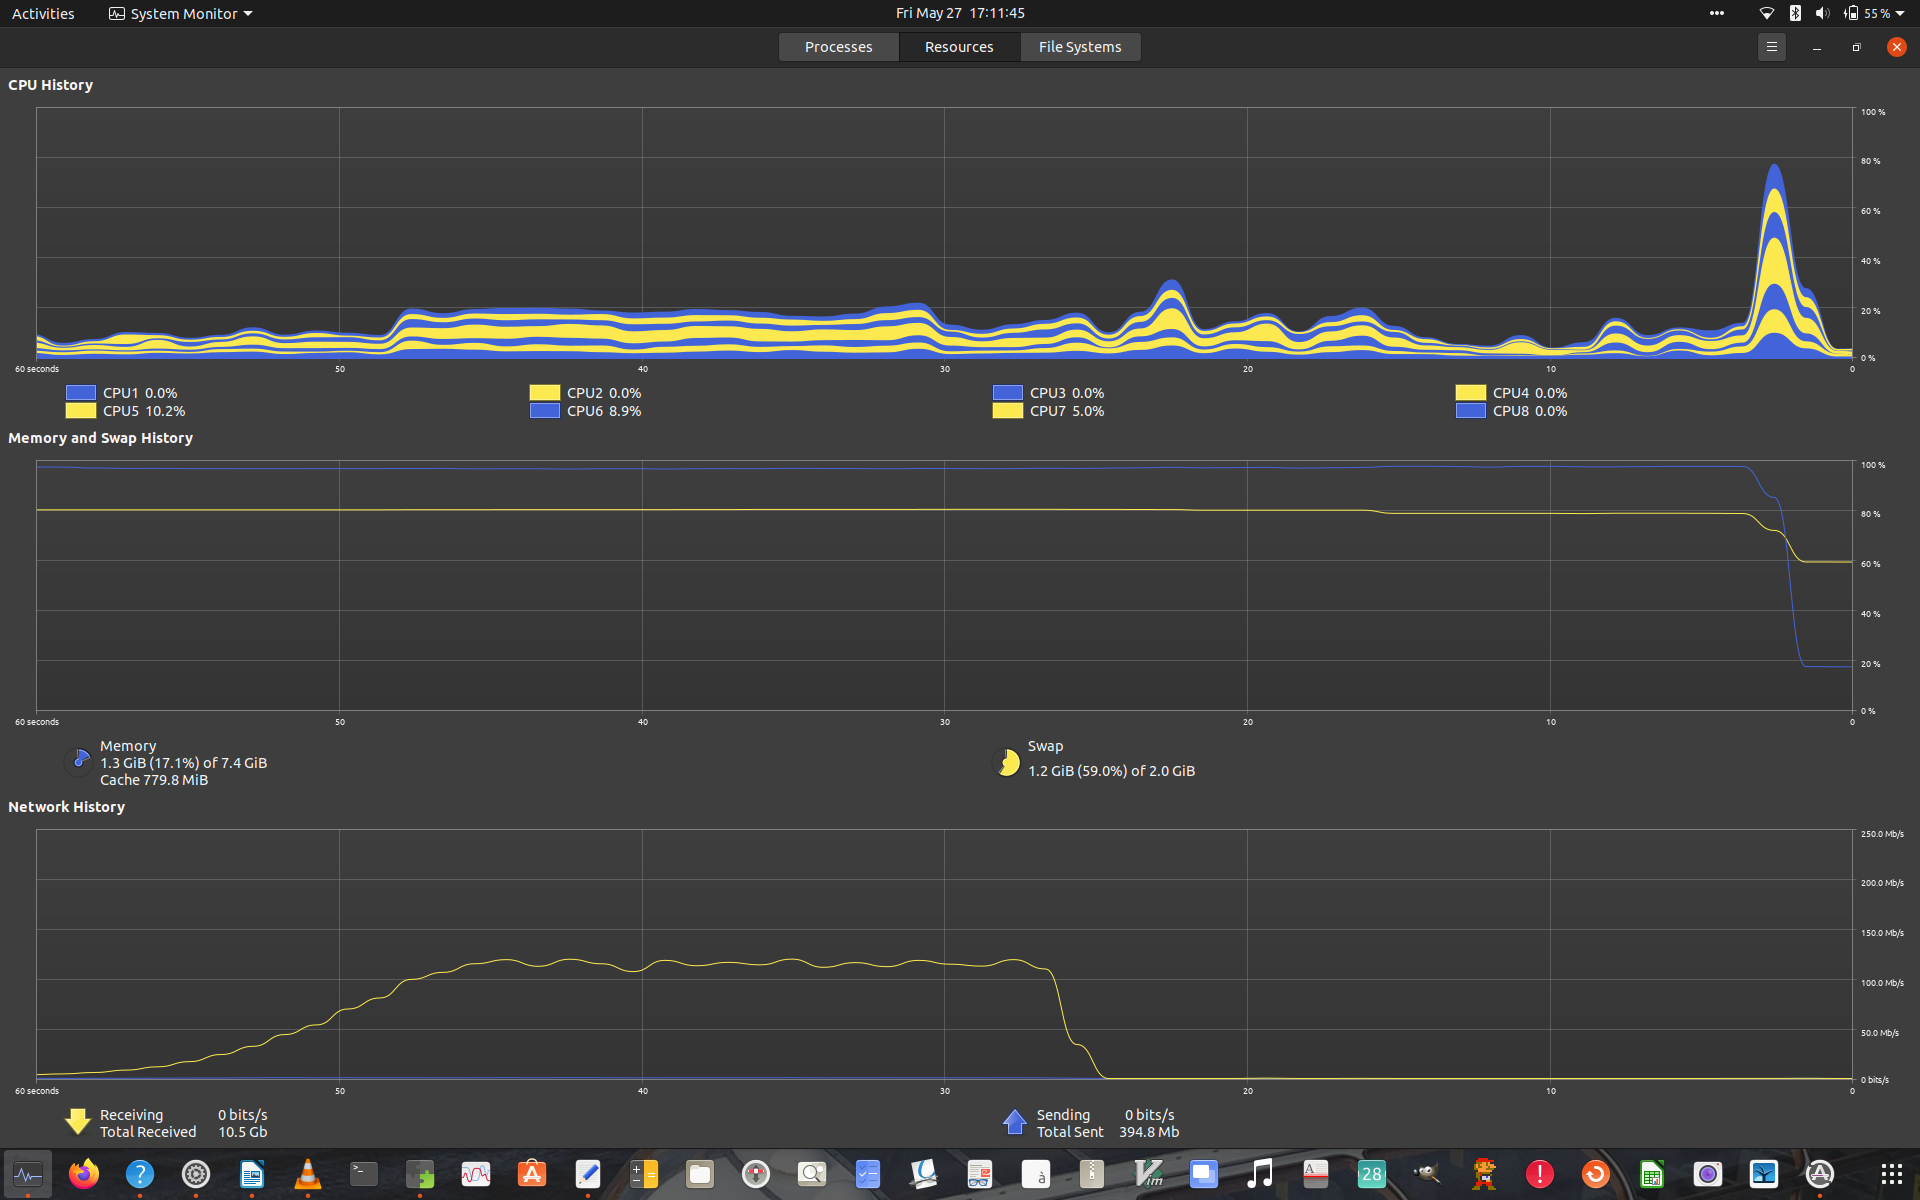 Activities System Monitor Fri May 27 17:11:45 55 %
Processes Resources File Systems
CPU History
100 %
80 %
60 %
40 %
20 %
0 %
60 seconds 50 40 30 20 10 0
CPU1 0.0% CPU2 0.0% CPU3 0.0% CPU4 0.0%
CPU5 10.2% CPU6 8.9% CPU7 5.0% CPU8 0.0%
Memory and Swap History
100 %
80 %
60 %
40 %
20 %
0 %
60 seconds 50 40 30 20 10 0
Memory
1.3 GiB (17.1%) of 7.4 GiB
Cache 779.8 MiB
Swap
1.2 GiB (59.0%) of 2.0 GiB
Network History
250.0 Mb/s
200.0 Mb/s
150.0 Mb/s
100.0 Mb/s
50.0 Mb/s
0 bits/s
60 seconds 50 40 30 20 10 0
Receiving 0 bits/s
Total Received 10.5 Gb
Sending 0 bits/s
Total Sent 394.8 Mb
? >_ A à Vim A 28 ! A